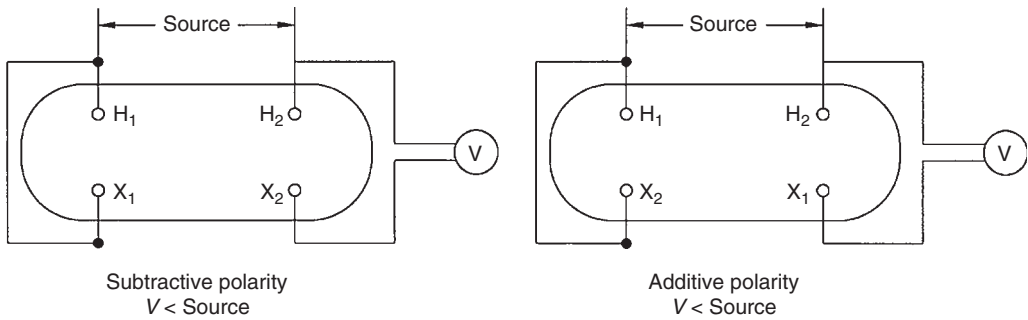 Source
H₁ H₂
V
X₁ X₂
Subtractive polarity
V < Source
Source
H₁ H₂
V
X₂ X₁
Additive polarity
V < Source